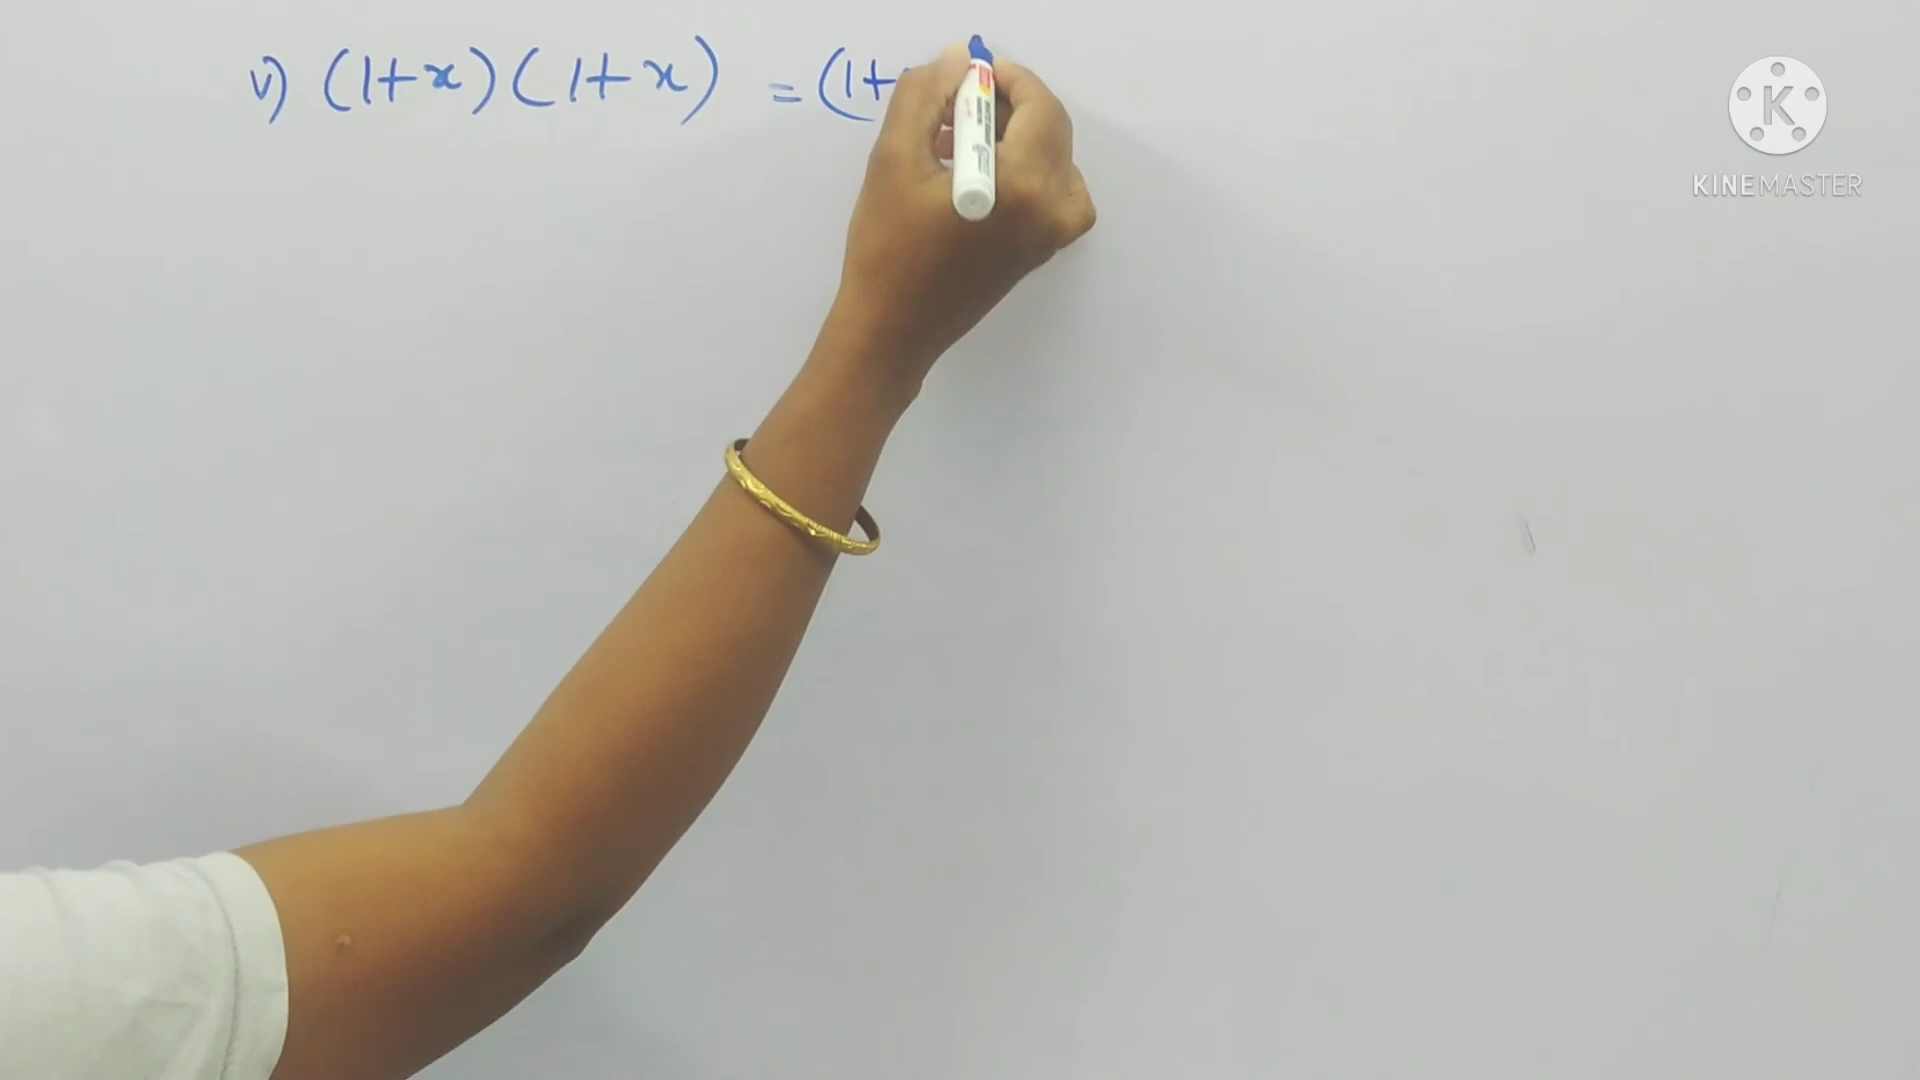 v) (1+x) (1+x) = (1+
KINEMASTER